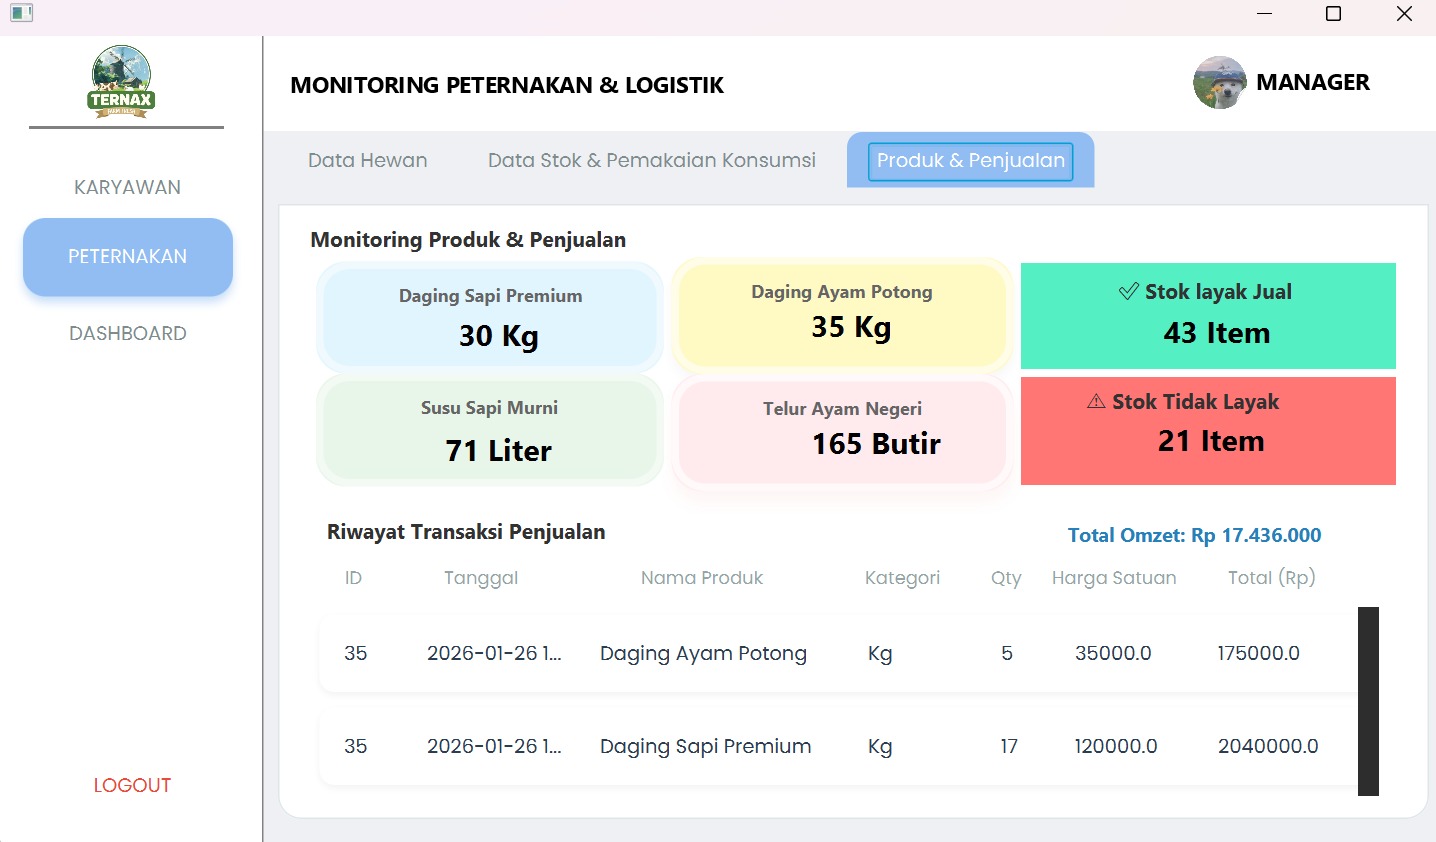 TERNAX
MONITORING PETERNAKAN & LOGISTIK
MANAGER
KARYAWAN
PETERNAKAN
DASHBOARD
LOGOUT
Data Hewan
Data Stok & Pemakaian Konsumsi
Produk & Penjualan
Monitoring Produk & Penjualan
Daging Sapi Premium
30 Kg
Daging Ayam Potong
35 Kg
Stok layak Jual
43 Item
Susu Sapi Murni
71 Liter
Telur Ayam Negeri
165 Butir
Stok Tidak Layak
21 Item
Riwayat Transaksi Penjualan
Total Omzet: Rp 17.436.000
ID Tanggal Nama Produk Kategori Qty Harga Satuan Total (Rp)
35 2026-01-26 1... Daging Ayam Potong Kg 5 35000.0 175000.0
35 2026-01-26 1... Daging Sapi Premium Kg 17 120000.0 2040000.0